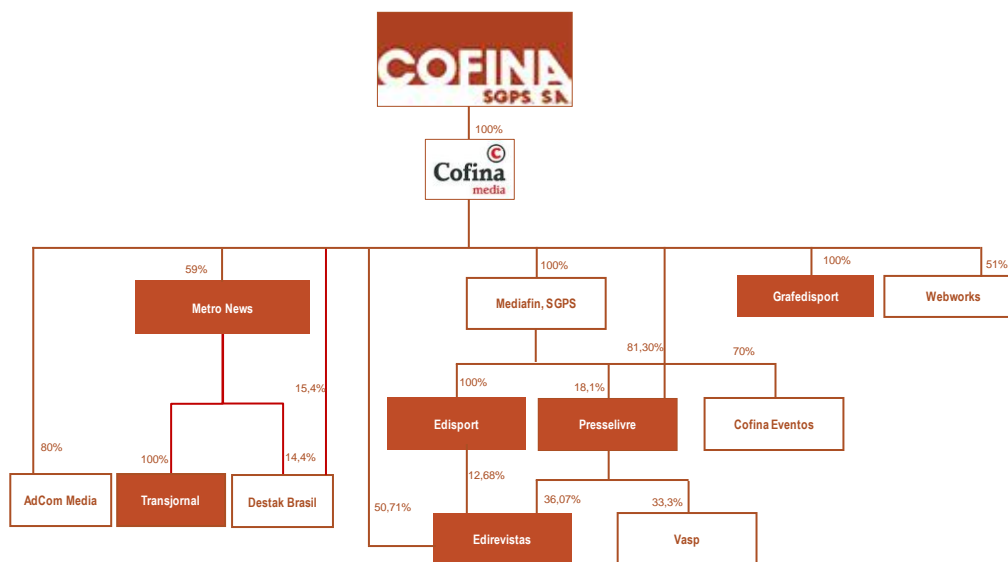 COFINA
SGPS, SA.
100%
©
Cofina
media
59%
100%
100%
51%
Metro News
Mediafin, SGPS
Grafedisport
Webworks
81,30%
70%
15,4%
100%
18,1%
Edisport
Presselivre
Cofina Eventos
80%
100%
14,4%
12,68%
AdCom Media
Transjornal
Destak Brasil
50,71%
36,07%
33,3%
Edirevistas
Vasp